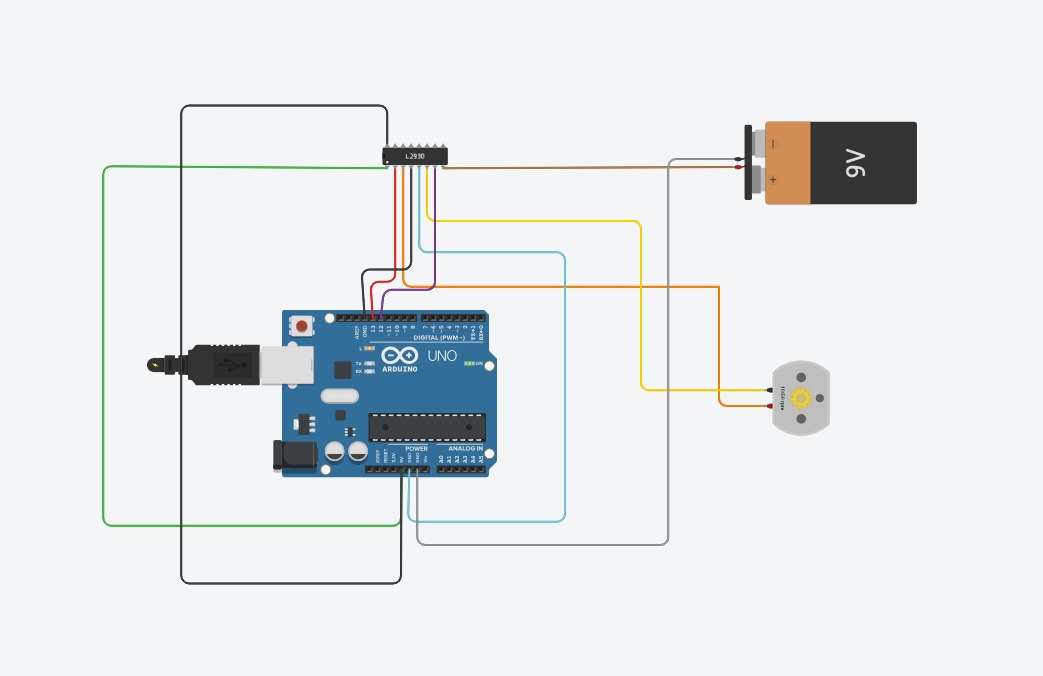 L293D
9V
−
+
AREF
GND
13
12
~11
~10
~9
8
7
~6
~5
4
~3
2
TX→1
RX←0
DIGITAL (PWM~)
L
TX
RX
UNO
ON
ARDUINO
POWER
ANALOG IN
IOREF
RESET
3.3V
5V
GND
GND
Vin
A0
A1
A2
A3
A4
A5